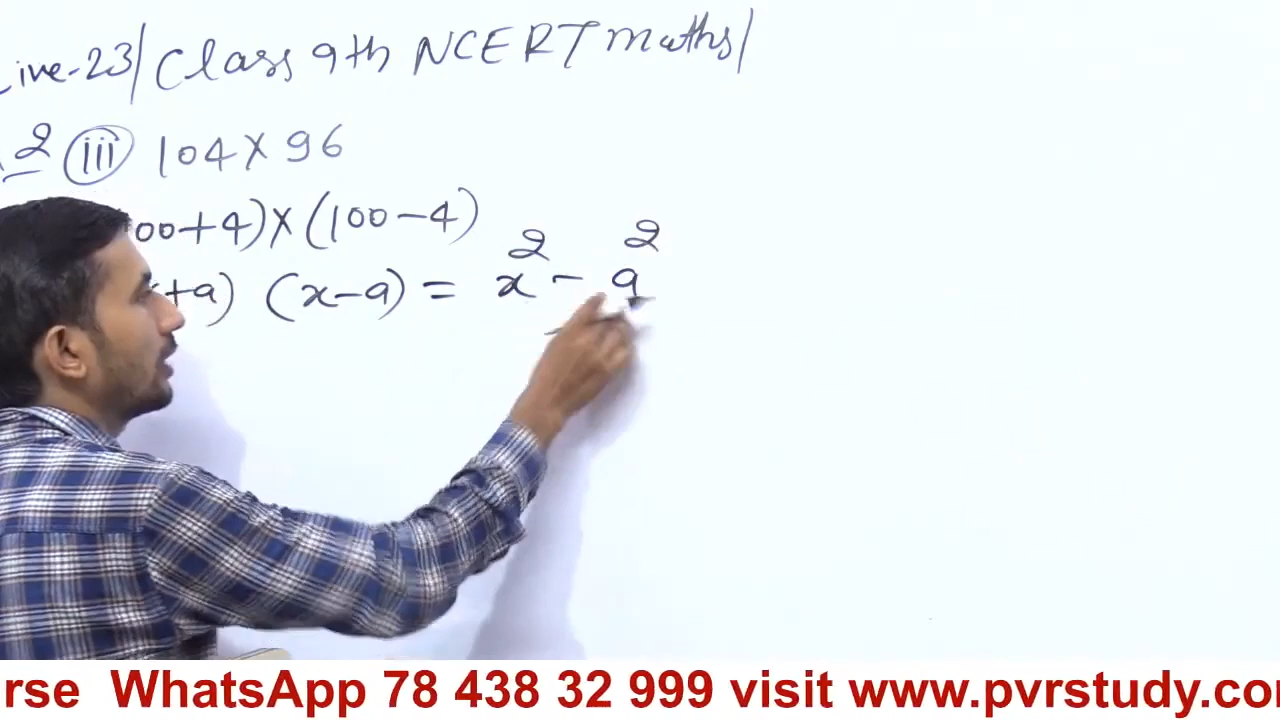 ive-23/Class 9th NCERT maths/
2 (iii) 104 X 96
00+4)X(100-4)
+a) (x-a) = x² - a²
rse WhatsApp 78 438 32 999 visit www.pvrstudy.co